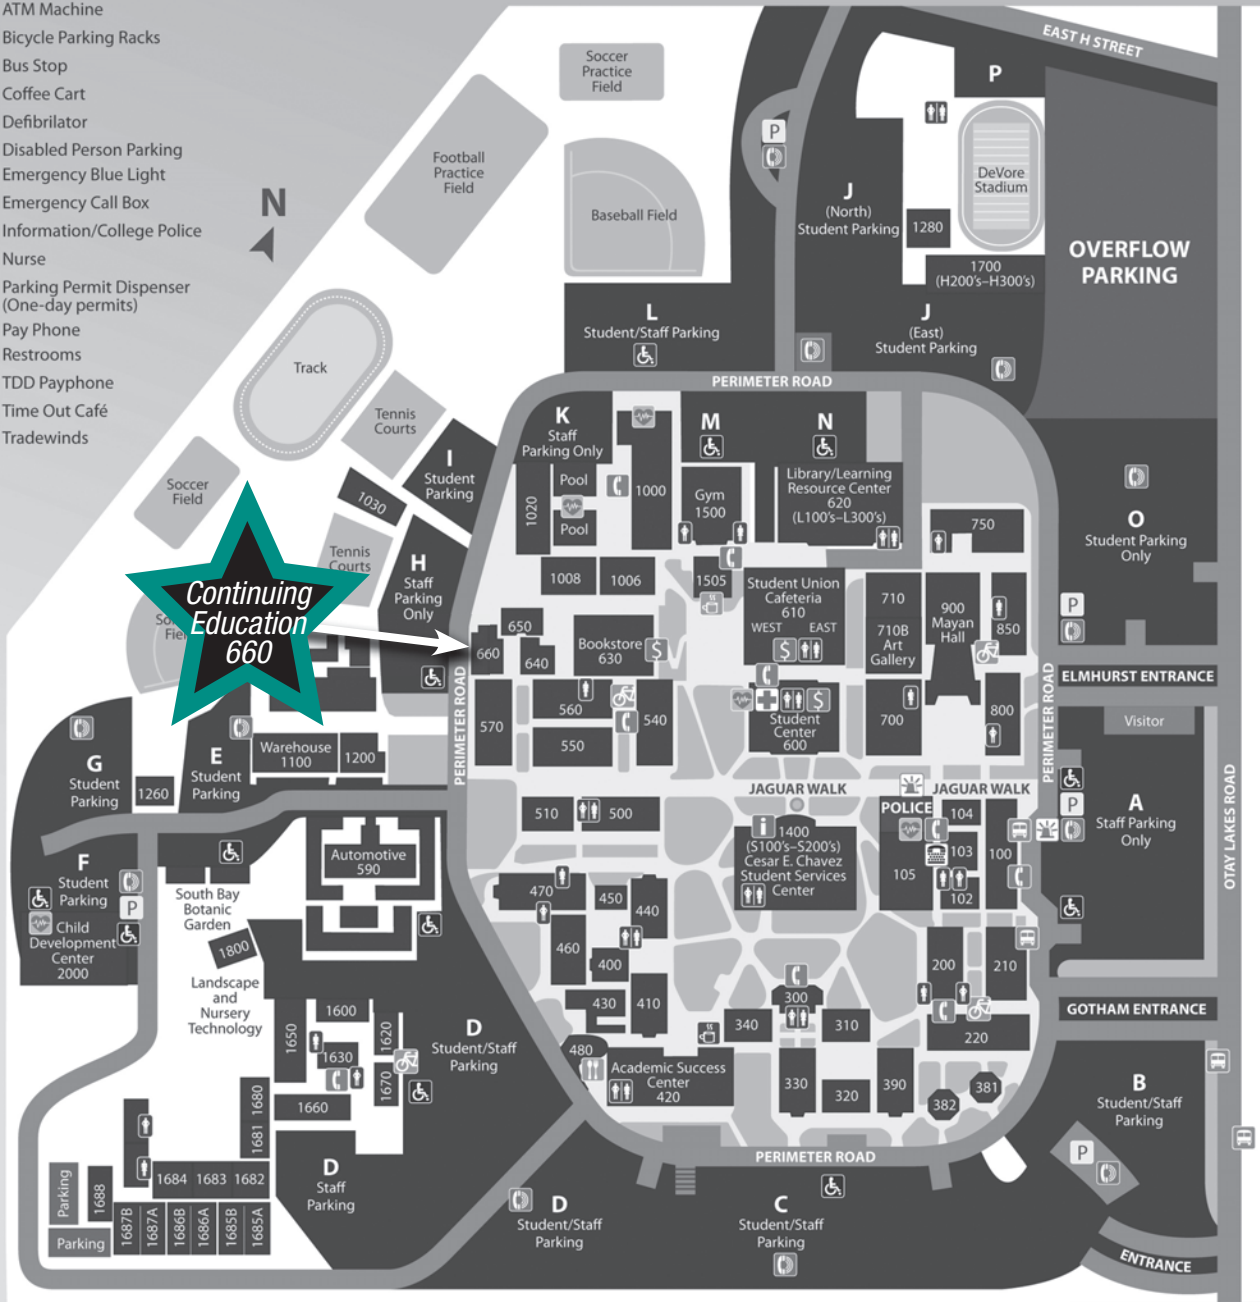 ATM Machine
Bicycle Parking Racks
Bus Stop
Coffee Cart
Defibrilator
Disabled Person Parking
Emergency Blue Light
Emergency Call Box
Information/College Police
Nurse
Parking Permit Dispenser
(One-day permits)
Pay Phone
Restrooms
TDD Payphone
Time Out Café
Tradewinds
N
Soccer
Practice
Field
Football
Practice
Field
Baseball Field
EAST H STREET
P
P
DeVore
Stadium
J
(North)
Student Parking
1280
1700
(H200's–H300's)
OVERFLOW
PARKING
L
Student/Staff Parking
J
(East)
Student Parking
PERIMETER ROAD
Track
Tennis
Courts
Soccer
Field
I
Student
Parking
1030
Tennis
Courts
H
Staff
Parking
Only
K
Staff
Parking Only
Pool
Pool
1020
1000
M
N
Gym
1500
Library/Learning
Resource Center
620
(L100's–L300's)
750
O
Student Parking
Only
P
1008
1006
1505
Student Union
Cafeteria
610
WEST EAST
710
710B
Art
Gallery
900
Mayan
Hall
850
Continuing
Education
660
650
660
640
Bookstore
630
$
$
ELMHURST ENTRANCE
PERIMETER ROAD
PERIMETER ROAD
570
560
550
540
$
Student
Center
600
700
800
Visitor
G
Student
Parking
1260
E
Student
Parking
Warehouse
1100
1200
JAGUAR WALK
JAGUAR WALK
P
A
Staff Parking
Only
OTAY LAKES ROAD
510
500
i
1400
(S100's–S200's)
Cesar E. Chavez
Student Services
Center
POLICE
104
103
100
105
102
F
Student
Parking
P
Child
Development
Center
2000
South Bay
Botanic
Garden
Automotive
590
1800
Landscape
and
Nursery
Technology
470
450
440
460
400
430
410
200
210
GOTHAM ENTRANCE
300
340
310
220
1600
1650
1620
1630
1670
1660
1680
1681
D
Student/Staff
Parking
480
Academic Success
Center
420
330
320
390
382
381
B
Student/Staff
Parking
P
PERIMETER ROAD
D
Staff
Parking
Parking
1688
1684 1683 1682
1687B
1687A
1686B
1686A
1685B
1685A
Parking
D
Student/Staff
Parking
C
Student/Staff
Parking
ENTRANCE